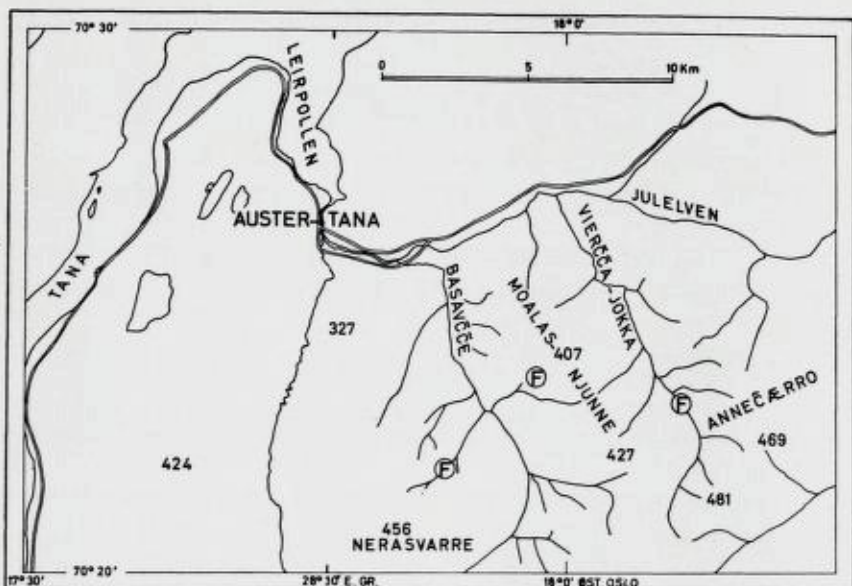 70° 30'
18° 0'
LEIRPOLLEN
0 5 10 Km
TANA
AUSTER-TANA
JULELVEN
VIERČČA-JOKKA
BASAVČČE
MOALAS-NJUNNE
327
407
F
F
ANNEČÆRRO
424
427
469
F
481
456
NERASVARRE
70° 20'
17° 30'
28° 30' E. GR.
18° 0' ØST OSLO